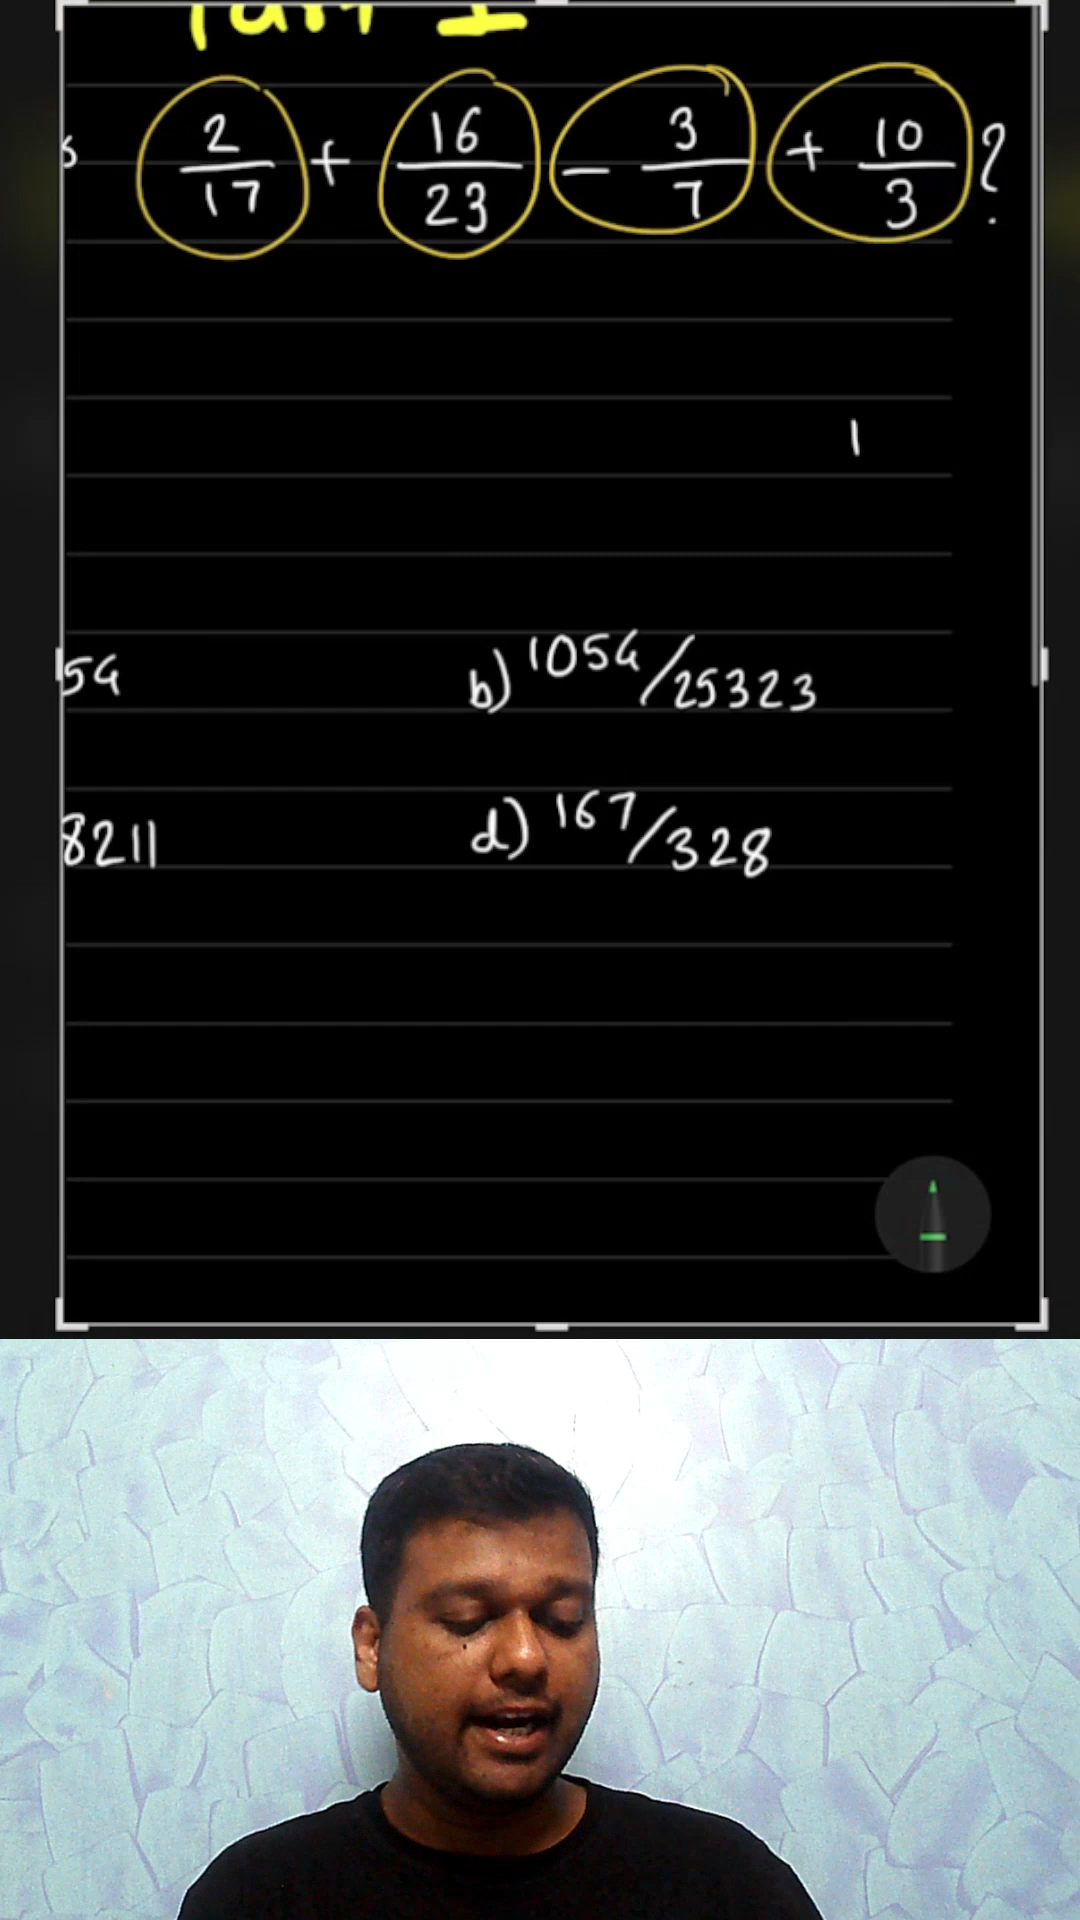 2/17 + 16/23 - 3/7 + 10/3 ?
1
54 b) 1054/25323
8211 d) 167/328